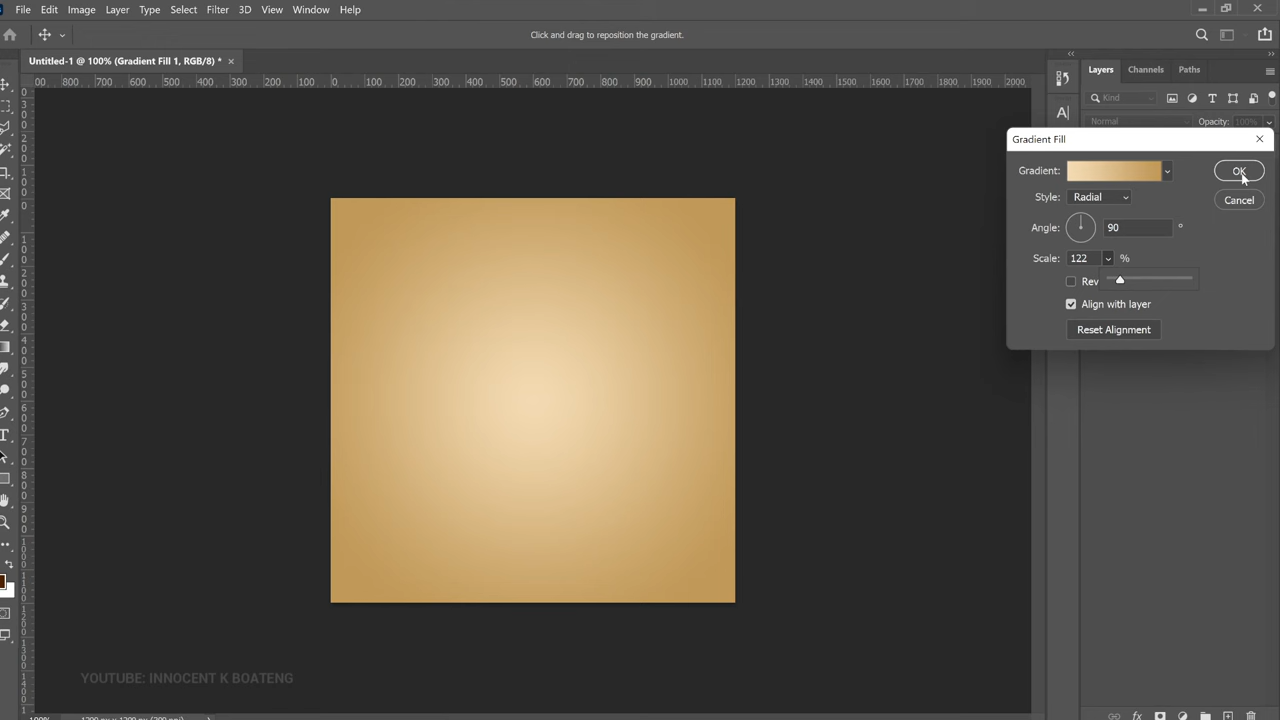 File Edit Image Layer Type Select Filter 3D View Window Help
Click and drag to reposition the gradient.
Untitled-1 @ 100% (Gradient Fill 1, RGB/8) * ×
800 700 600 500 400 300 200 100 0 100 200 300 400 500 600 700 800 900 1000 1100 1200 1300 1400 1500 1600 1700 1800 1900 2000
Layers Channels Paths
Kind
Normal Opacity: 100%
Gradient Fill
Gradient: OK
Style: Radial Cancel
Angle: 90 °
Scale: 122 %
Rev
Align with layer
Reset Alignment
YOUTUBE: INNOCENT K BOATENG